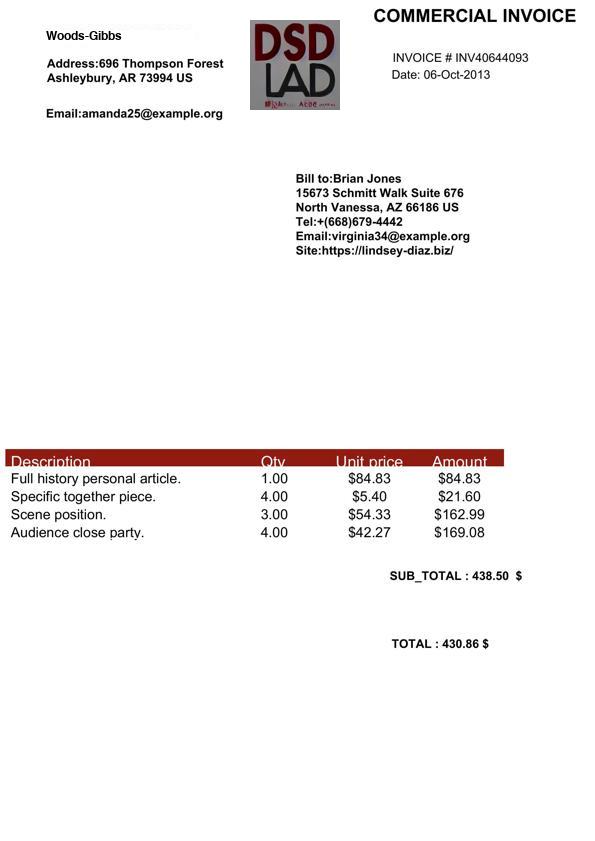 COMMERCIAL INVOICE
Woods-Gibbs
Address:696 Thompson Forest
Ashleybury, AR 73994 US
Email:amanda25@example.org
DSD
LAD
INVOICE # INV40644093
Date: 06-Oct-2013
Bill to:Brian Jones
15673 Schmitt Walk Suite 676
North Vanessa, AZ 66186 US
Tel:+(668)679-4442
Email:virginia34@example.org
Site:https://lindsey-diaz.biz/
Description Qty Unit price Amount
Full history personal article. 1.00 $84.83 $84.83
Specific together piece. 4.00 $5.40 $21.60
Scene position. 3.00 $54.33 $162.99
Audience close party. 4.00 $42.27 $169.08
SUB_TOTAL : 438.50 $
TOTAL : 430.86 $